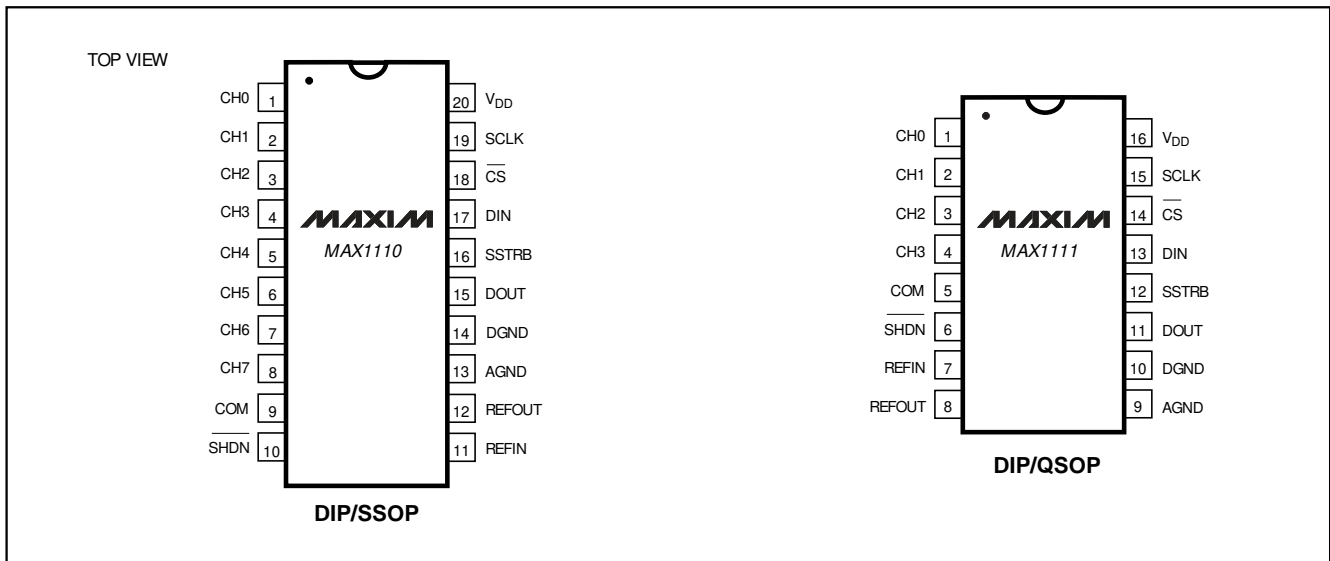 TOP VIEW
CH0 1
CH1 2
CH2 3
CH3 4
CH4 5
CH5 6
CH6 7
CH7 8
COM 9
SHDN 10
MAXIM
MAX1110
20 VDD
19 SCLK
18 CS
17 DIN
16 SSTRB
15 DOUT
14 DGND
13 AGND
12 REFOUT
11 REFIN
DIP/SSOP
CH0 1
CH1 2
CH2 3
CH3 4
COM 5
SHDN 6
REFIN 7
REFOUT 8
MAXIM
MAX1111
16 VDD
15 SCLK
14 CS
13 DIN
12 SSTRB
11 DOUT
10 DGND
9 AGND
DIP/QSOP